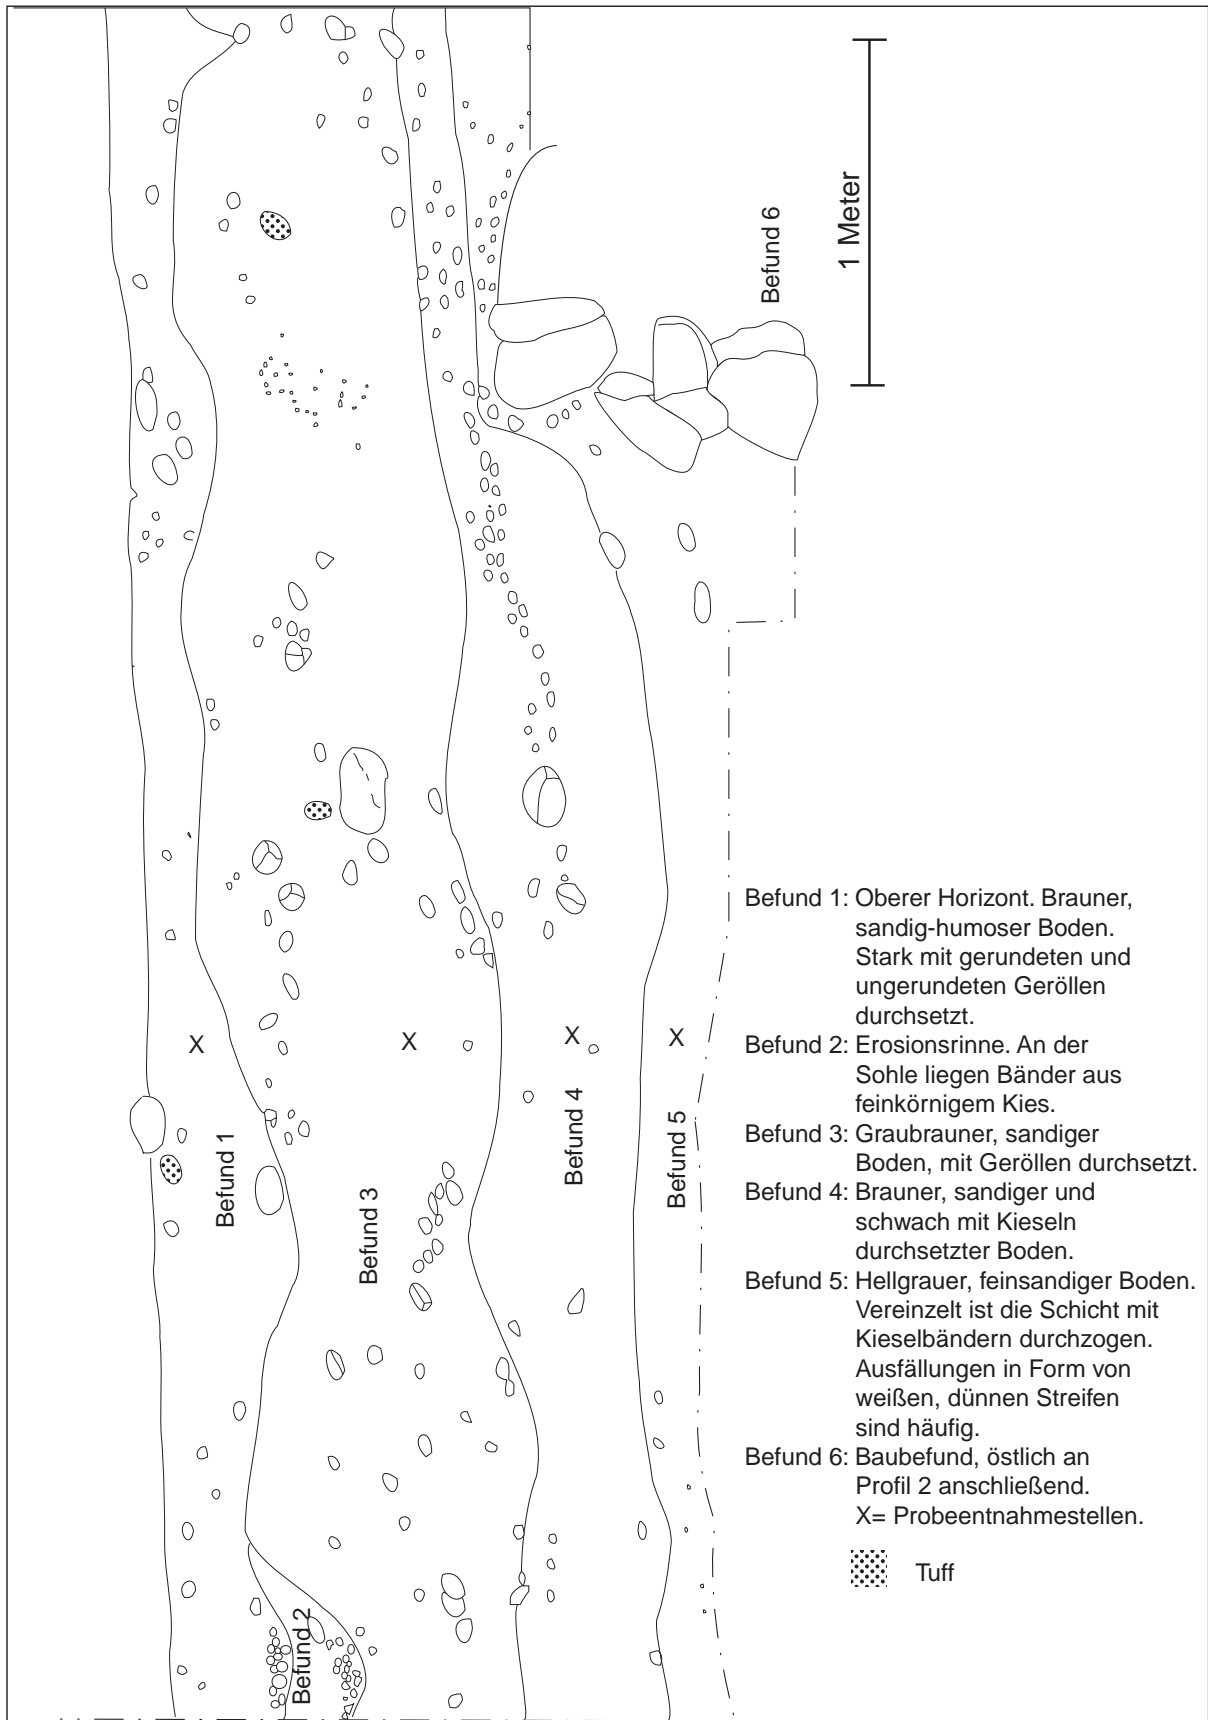 1 Meter
Befund 6
X
X
X
X
Befund 1
Befund 3
Befund 4
Befund 5
Befund 2
Befund 1: Oberer Horizont. Brauner,
sandig-humoser Boden.
Stark mit gerundeten und
ungerundeten Geröllen
durchsetzt.
Befund 2: Erosionsrinne. An der
Sohle liegen Bänder aus
feinkörnigem Kies.
Befund 3: Graubrauner, sandiger
Boden, mit Geröllen durchsetzt.
Befund 4: Brauner, sandiger und
schwach mit Kieseln
durchsetzter Boden.
Befund 5: Hellgrauer, feinsandiger Boden.
Vereinzelt ist die Schicht mit
Kieselbändern durchzogen.
Ausfällungen in Form von
weißen, dünnen Streifen
sind häufig.
Befund 6: Baubefund, östlich an
Profil 2 anschließend.
X= Probeentnahmestellen.
Tuff